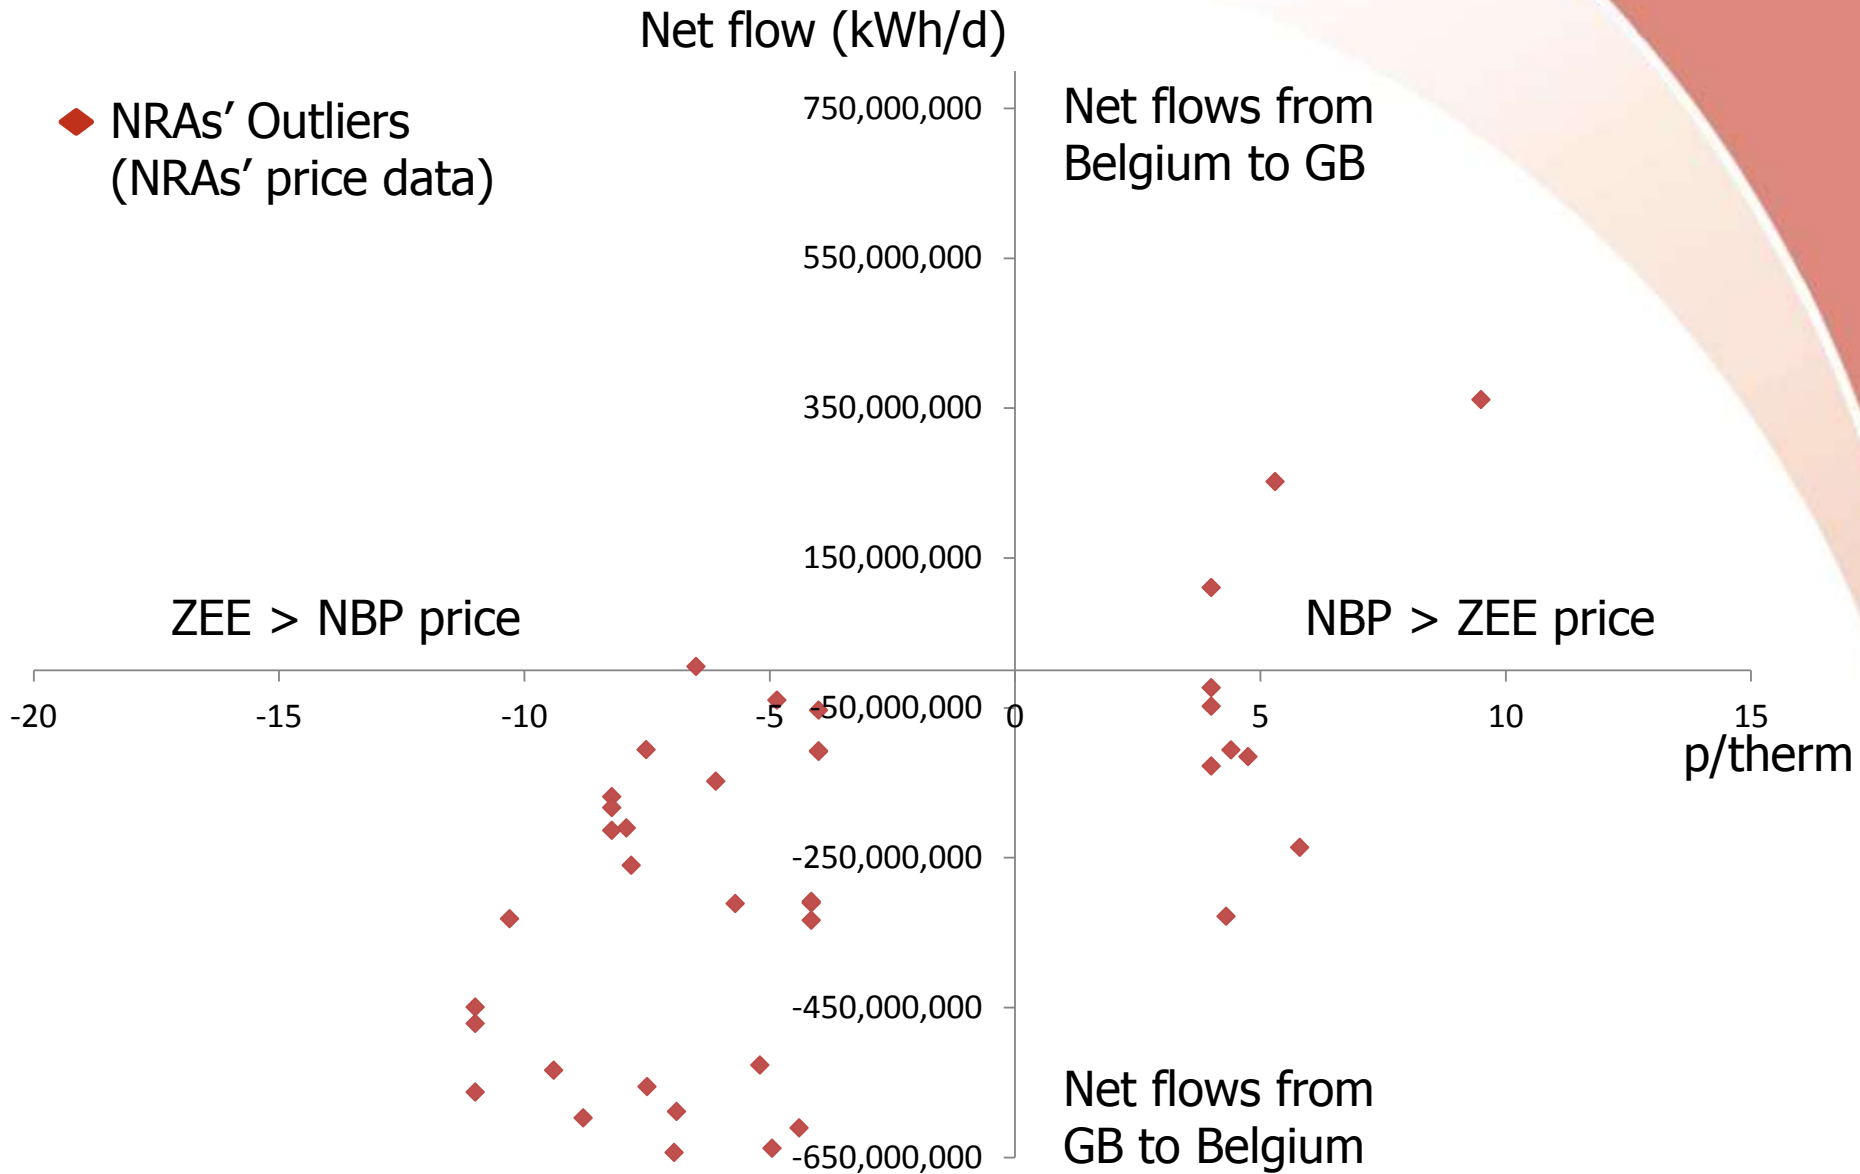 Net flow (kWh/d)
NRAs’ Outliers
(NRAs’ price data)
Net flows from
Belgium to GB
750,000,000
550,000,000
350,000,000
150,000,000
ZEE > NBP price
NBP > ZEE price
-50,000,000
-20
-15
-10
-5
0
5
10
15
p/therm
-250,000,000
-450,000,000
Net flows from
GB to Belgium
-650,000,000